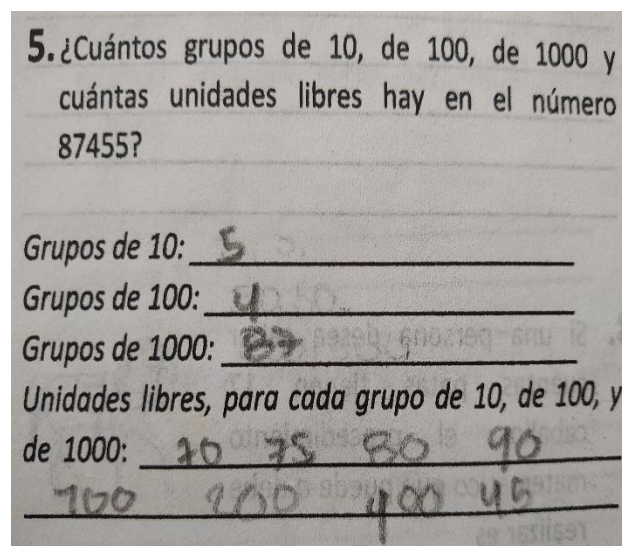 5. ¿Cuántos grupos de 10, de 100, de 1000 y
cuántas unidades libres hay en el número
87455?
Grupos de 10: 5
Grupos de 100: 4
Grupos de 1000: 87
Unidades libres, para cada grupo de 10, de 100, y
de 1000: 70 75 80 90
700 200 400 45